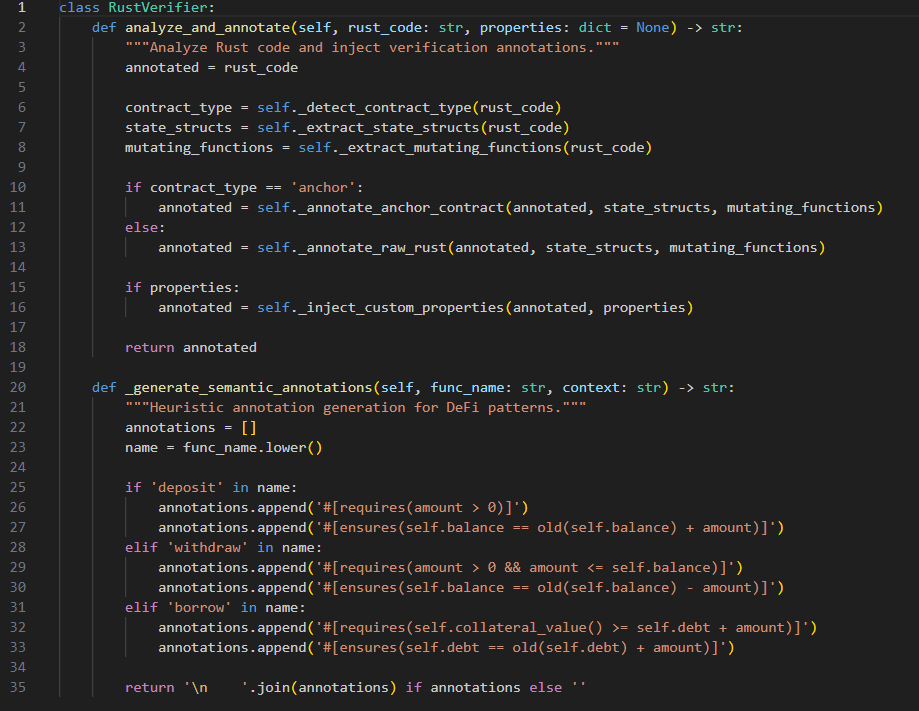 1 class RustVerifier:
2     def analyze_and_annotate(self, rust_code: str, properties: dict = None) -> str:
3         """Analyze Rust code and inject verification annotations."""
4         annotated = rust_code
5
6         contract_type = self._detect_contract_type(rust_code)
7         state_structs = self._extract_state_structs(rust_code)
8         mutating_functions = self._extract_mutating_functions(rust_code)
9
10         if contract_type == 'anchor':
11             annotated = self._annotate_anchor_contract(annotated, state_structs, mutating_functions)
12         else:
13             annotated = self._annotate_raw_rust(annotated, state_structs, mutating_functions)
14
15         if properties:
16             annotated = self._inject_custom_properties(annotated, properties)
17
18         return annotated
19
20     def _generate_semantic_annotations(self, func_name: str, context: str) -> str:
21         """Heuristic annotation generation for DeFi patterns."""
22         annotations = []
23         name = func_name.lower()
24
25         if 'deposit' in name:
26             annotations.append('#[requires(amount > 0)]')
27             annotations.append('#[ensures(self.balance == old(self.balance) + amount)]')
28         elif 'withdraw' in name:
29             annotations.append('#[requires(amount > 0 && amount <= self.balance)]')
30             annotations.append('#[ensures(self.balance == old(self.balance) - amount)]')
31         elif 'borrow' in name:
32             annotations.append('#[requires(self.collateral_value() >= self.debt + amount)]')
33             annotations.append('#[ensures(self.debt == old(self.debt) + amount)]')
34
35         return '\n    '.join(annotations) if annotations else ''